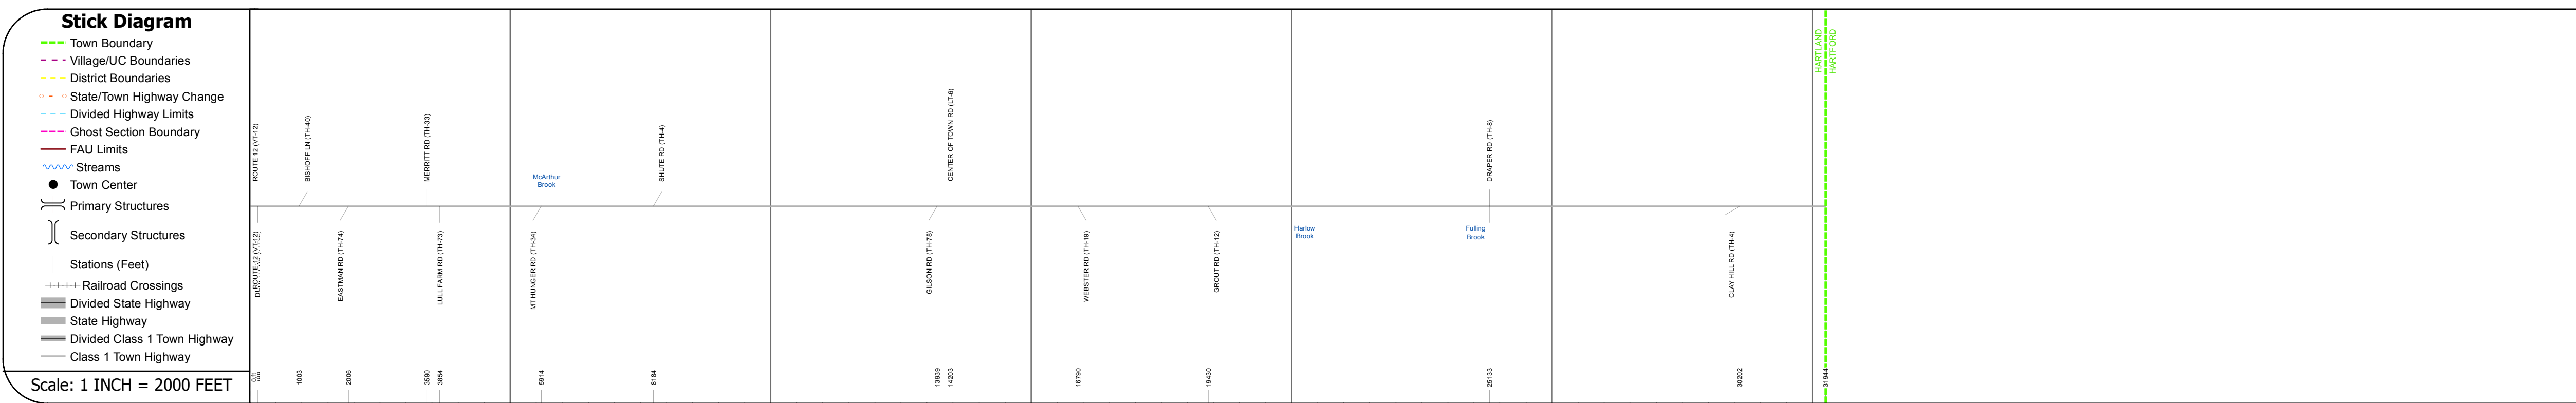 Stick Diagram
Town Boundary
Village/UC Boundaries
District Boundaries
State/Town Highway Change
Divided Highway Limits
Ghost Section Boundary
FAU Limits
Streams
Town Center
Primary Structures
Secondary Structures
Stations (Feet)
Railroad Crossings
Divided State Highway
State Highway
Divided Class 1 Town Highway
Class 1 Town Highway
Scale: 1 INCH = 2000 FEET
ROUTE 12 (VT-12)
BISHOFF LN (TH-40)
MERRITT RD (TH-33)
McArthur
Brook
SHUTE RD (TH-4)
CENTER OF TOWN RD (LT-6)
DRAPER RD (TH-8)
HARTLAND
HARTFORD
ROUTE 12 (VT-12)
EASTMAN RD (TH-74)
LULL FARM RD (TH-73)
MT HUNGER RD (TH-34)
GILSON RD (TH-78)
WEBSTER RD (TH-19)
GROUT RD (TH-12)
Harlow
Brook
Fulling
Brook
CLAY HILL RD (TH-4)
0 ft
1003
2006
3590
3854
5914
8184
13939
14203
16790
19430
25133
30202
31944